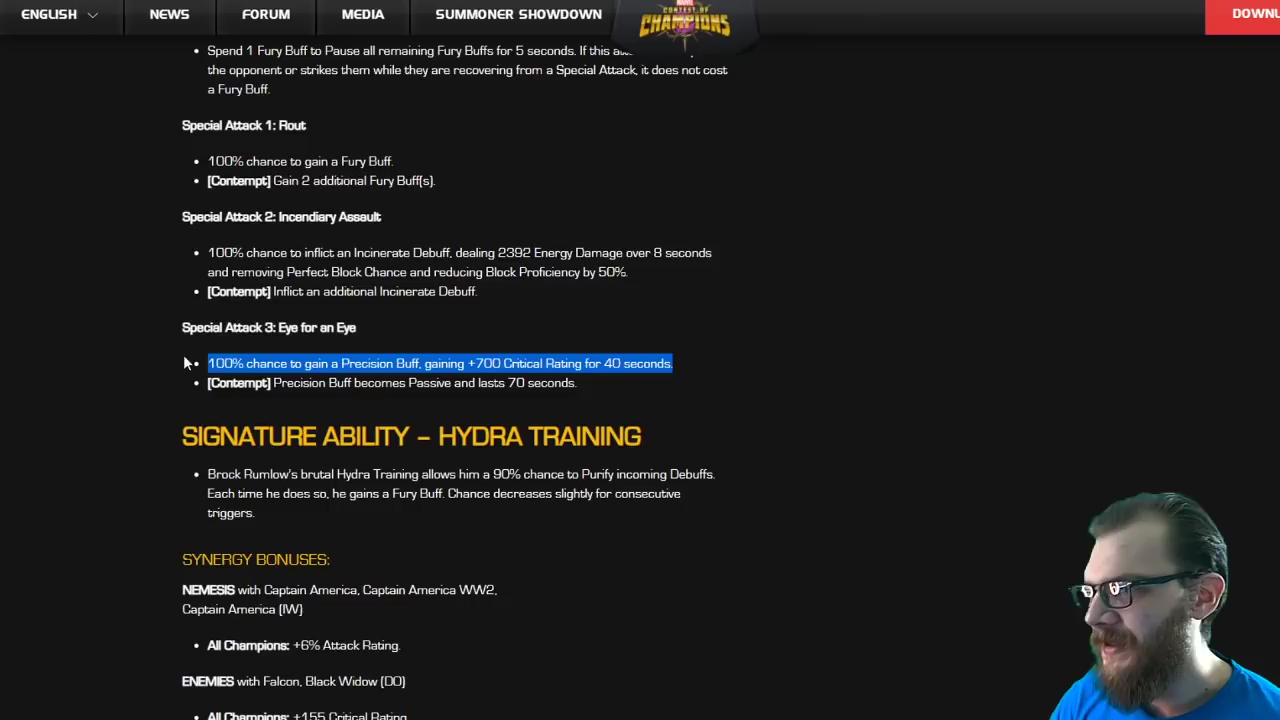 ENGLISH NEWS FORUM MEDIA SUMMONER SHOWDOWN
MARVEL
CONTEST OF
CHAMPIONS
Spend 1 Fury Buff to Pause all remaining Fury Buffs for 5 seconds. If this
the opponent or strikes them while they are recovering from a Special Attack, it does not cost
a Fury Buff.
Special Attack 1: Rout
• 100% chance to gain a Fury Buff.
• [Contempt] Gain 2 additional Fury Buff(s).
Special Attack 2: Incendiary Assault
• 100% chance to inflict an Incinerate Debuff, dealing 2392 Energy Damage over 8 seconds
and removing Perfect Block Chance and reducing Block Proficiency by 50%.
• [Contempt] Inflict an additional Incinerate Debuff.
Special Attack 3: Eye for an Eye
• 100% chance to gain a Precision Buff, gaining +700 Critical Rating for 40 seconds.
• [Contempt] Precision Buff becomes Passive and lasts 70 seconds.
SIGNATURE ABILITY – HYDRA TRAINING
• Brock Rumlow's brutal Hydra Training allows him a 90% chance to Purify incoming Debuffs.
Each time he does so, he gains a Fury Buff. Chance decreases slightly for consecutive
triggers.
SYNERGY BONUSES:
NEMESIS with Captain America, Captain America WW2,
Captain America (IW)
• All Champions: +6% Attack Rating.
ENEMIES with Falcon, Black Widow (DO)
• All Champions: +155 Critical Rating